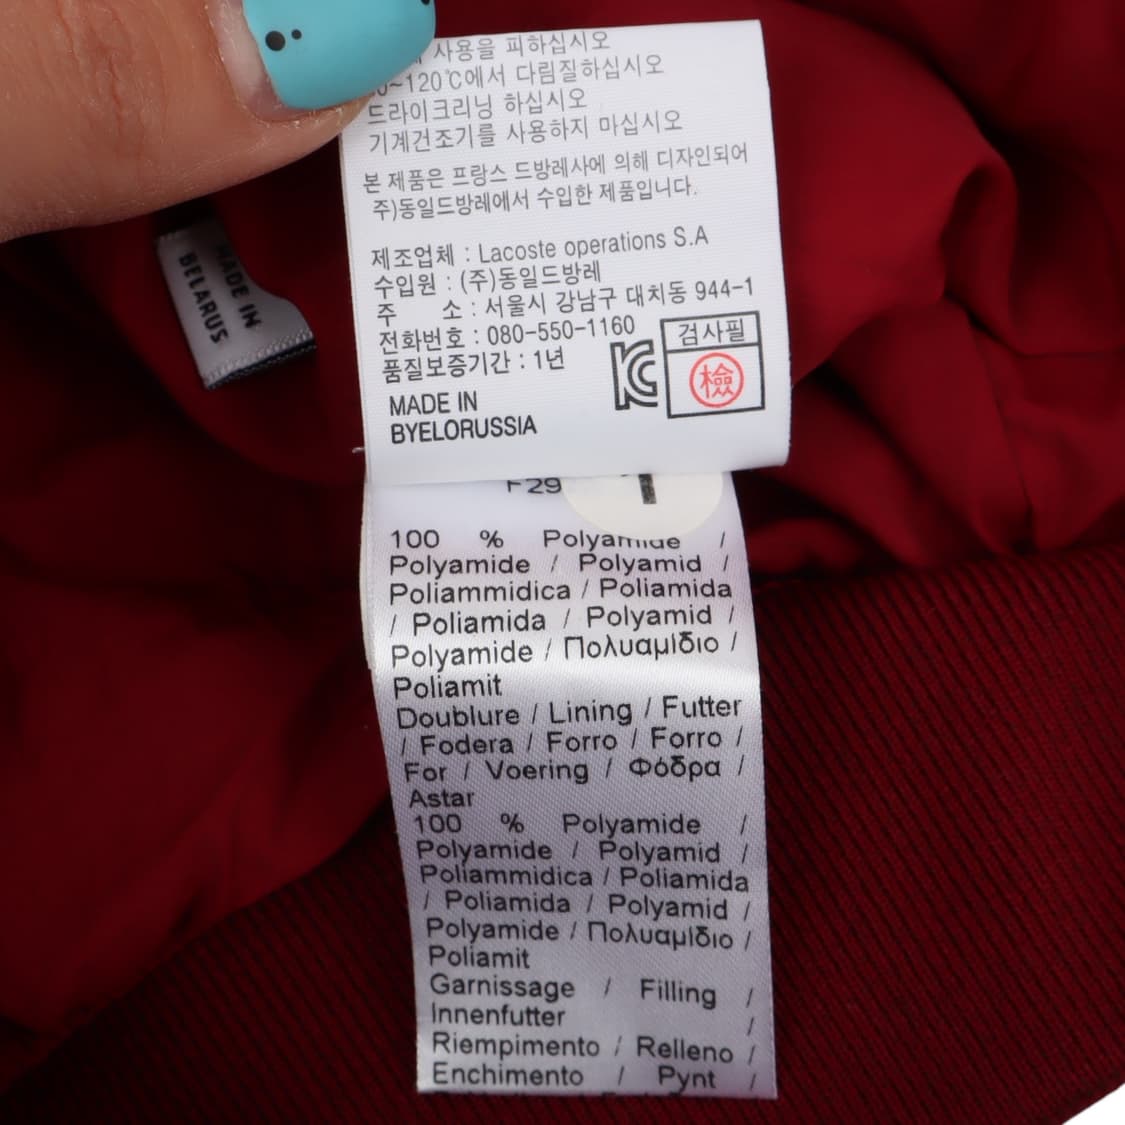 사용을 피하십시오
~120℃에서 다림질하십시오
드라이크리닝 하십시오
기계건조기를 사용하지 마십시오
본 제품은 프랑스 드방레사에 의해 디자인되어
주)동일드방레에서 수입한 제품입니다.
제조업체 : Lacoste operations S.A
수입원 : (주)동일드방레
주 소 : 서울시 강남구 대치동 944-1
전화번호 : 080-550-1160
품질보증기간 : 1년
검사필
檢
MADE IN
BYELORUSSIA
MADE IN
BELARUS
F29
100 % Polyamide /
Polyamide / Polyamid /
Poliammidica / Poliamida
/ Poliamida / Polyamid /
Polyamide / Πολυαμίδιο /
Poliamit
Doublure / Lining / Futter
/ Fodera / Forro / Forro /
For / Voering / Φόδρα /
Astar
100 % Polyamide /
Polyamide / Polyamid /
Poliammidica / Poliamida
/ Poliamida / Polyamid /
Polyamide / Πολυαμίδιο /
Poliamit
Garnissage / Filling /
Innenfutter /
Riempimento / Relleno /
Enchimento / Pynt /